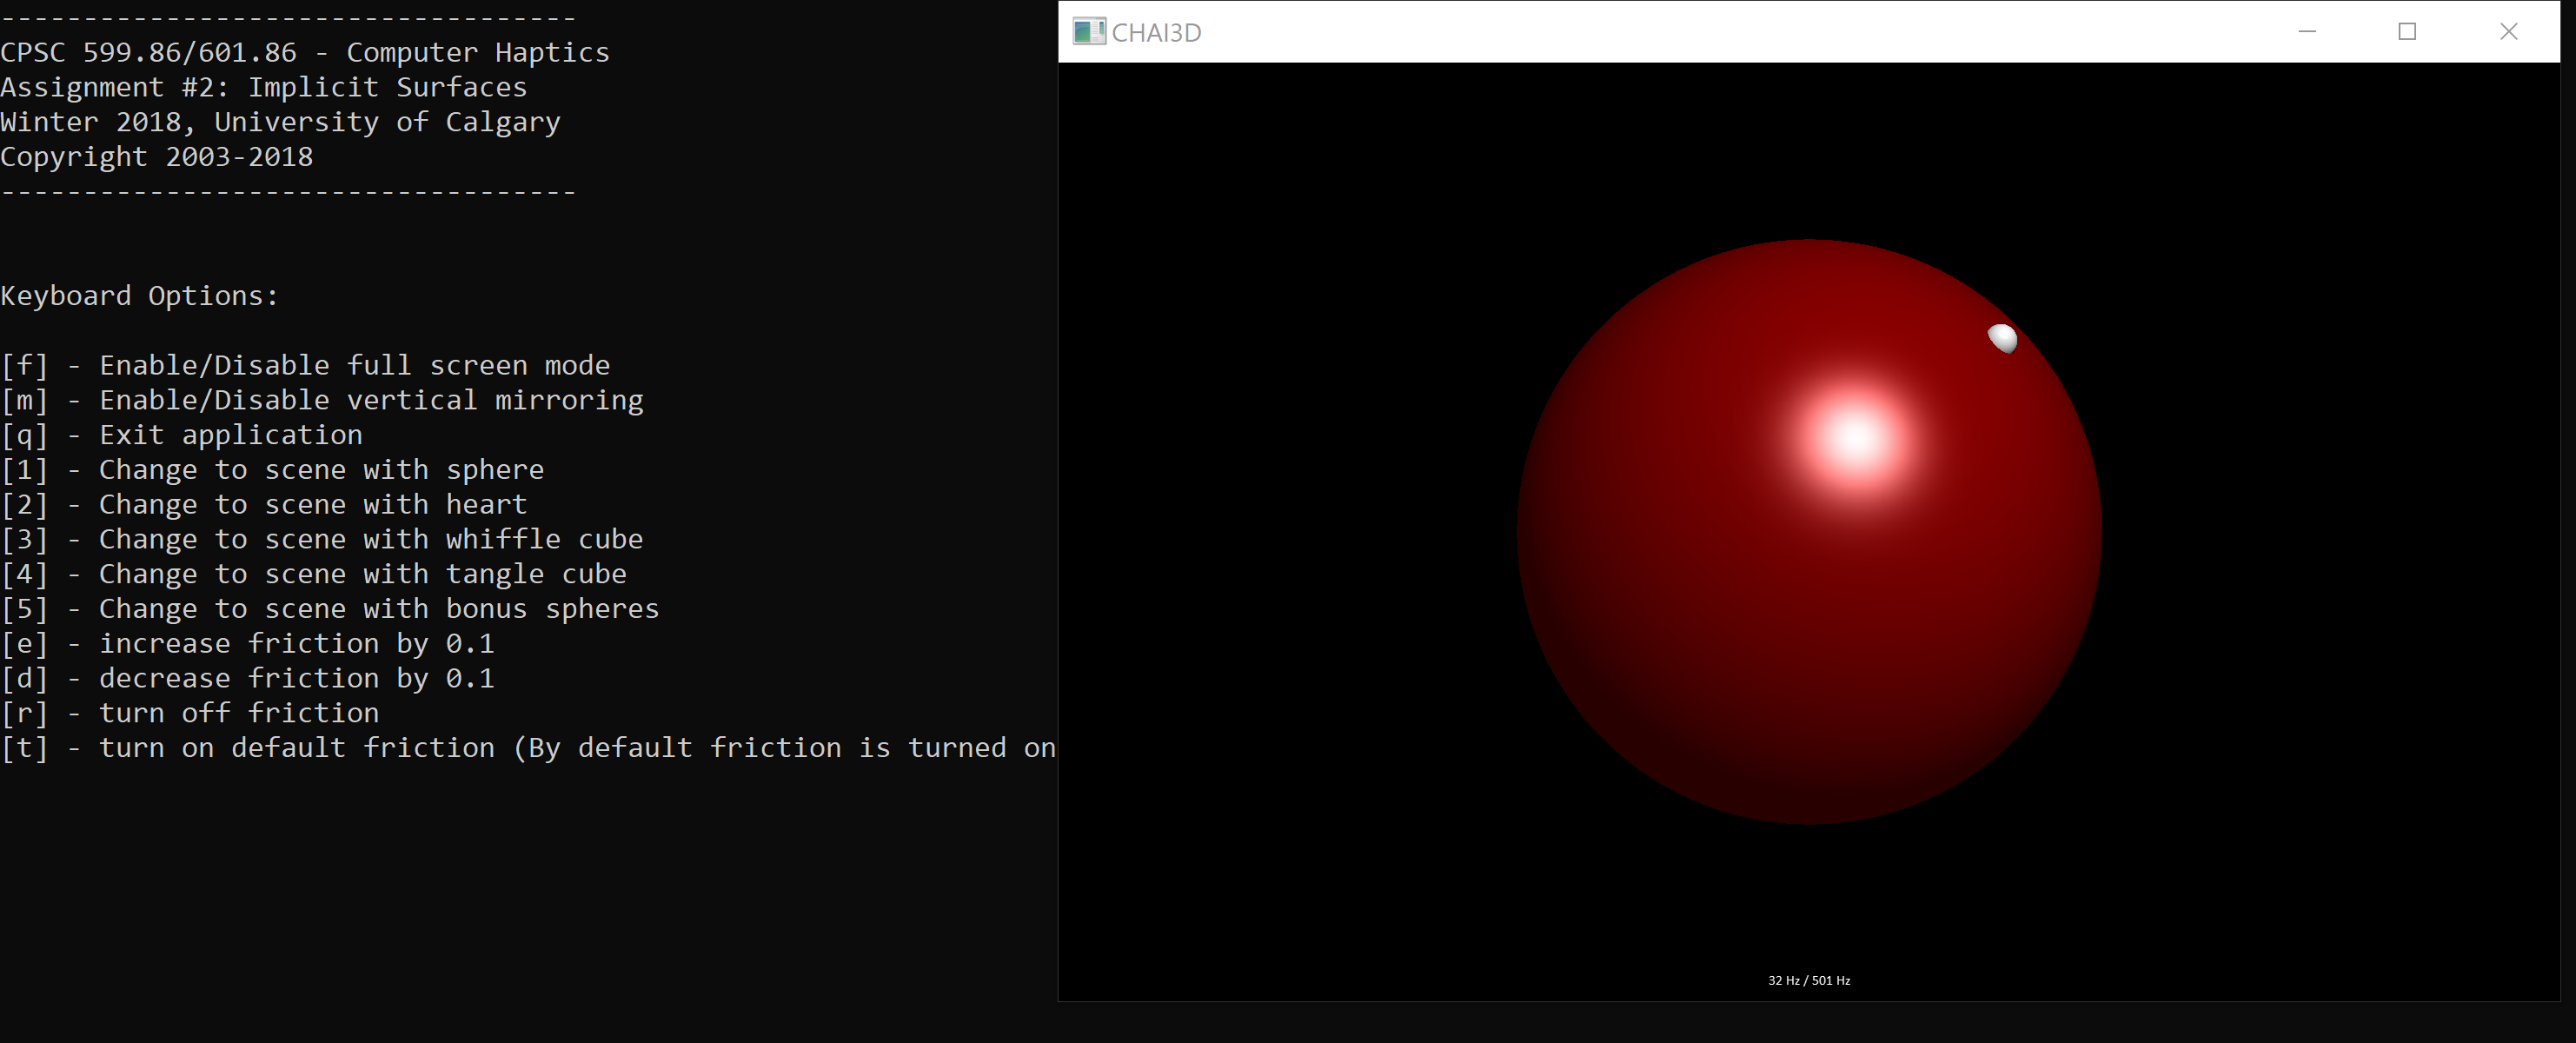 -----------------------------------
CPSC 599.86/601.86 - Computer Haptics
Assignment #2: Implicit Surfaces
Winter 2018, University of Calgary
Copyright 2003-2018
-----------------------------------
Keyboard Options:
[f] - Enable/Disable full screen mode
[m] - Enable/Disable vertical mirroring
[q] - Exit application
[1] - Change to scene with sphere
[2] - Change to scene with heart
[3] - Change to scene with whiffle cube
[4] - Change to scene with tangle cube
[5] - Change to scene with bonus spheres
[e] - increase friction by 0.1
[d] - decrease friction by 0.1
[r] - turn off friction
[t] - turn on default friction (By default friction is turned on
CHAI3D
32 Hz / 501 Hz